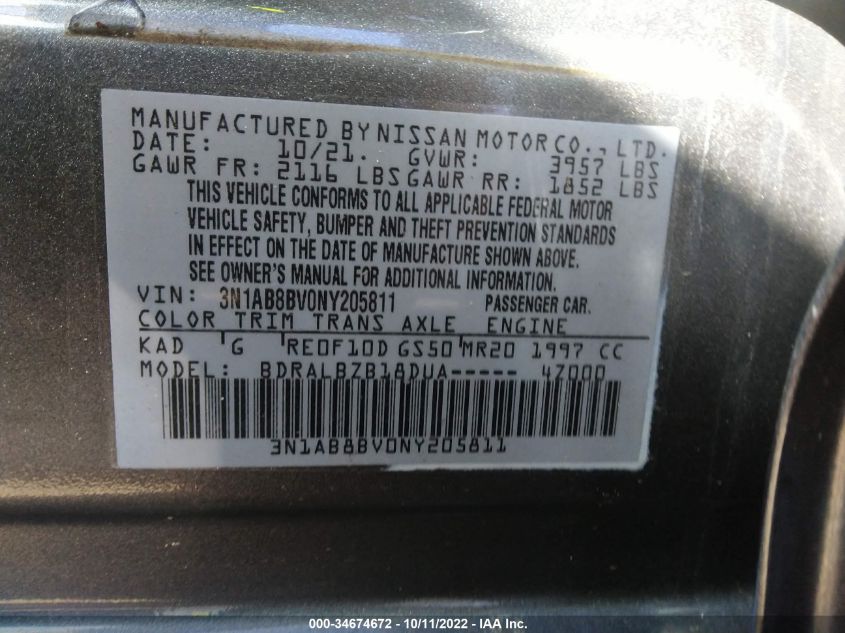 MANUFACTURED BY NISSAN MOTOR CO., LTD.
DATE: 10/21. GVWR: 3957 LBS
GAWR FR: 2116 LBS GAWR RR: 1852 LBS
THIS VEHICLE CONFORMS TO ALL APPLICABLE FEDERAL MOTOR
VEHICLE SAFETY, BUMPER AND THEFT PREVENTION STANDARDS
IN EFFECT ON THE DATE OF MANUFACTURE SHOWN ABOVE.
SEE OWNER'S MANUAL FOR ADDITIONAL INFORMATION.
VIN: 3N1AB8BV0NY205811 PASSENGER CAR.
COLOR TRIM TRANS AXLE ENGINE
KAD G RE0F10D GS50 MR20 1997 CC
MODEL: BDRALBZB18DUA----- 4Z000
3N1AB8BV0NY205811
000-34674672 - 10/11/2022 - IAA Inc.